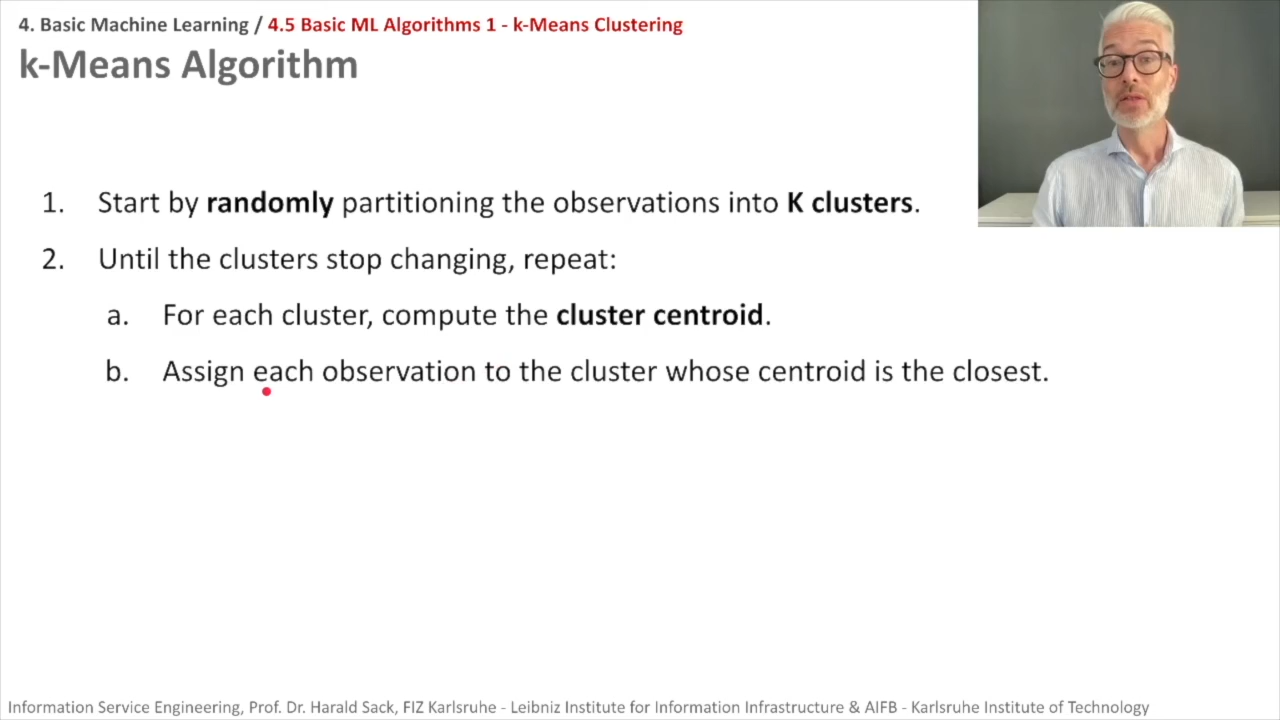 4. Basic Machine Learning / 4.5 Basic ML Algorithms 1 - k-Means Clustering
k-Means Algorithm
1. Start by randomly partitioning the observations into K clusters.
2. Until the clusters stop changing, repeat:
a. For each cluster, compute the cluster centroid.
b. Assign each observation to the cluster whose centroid is the closest.
Information Service Engineering, Prof. Dr. Harald Sack, FIZ Karlsruhe - Leibniz Institute for Information Infrastructure & AIFB - Karlsruhe Institute of Technology